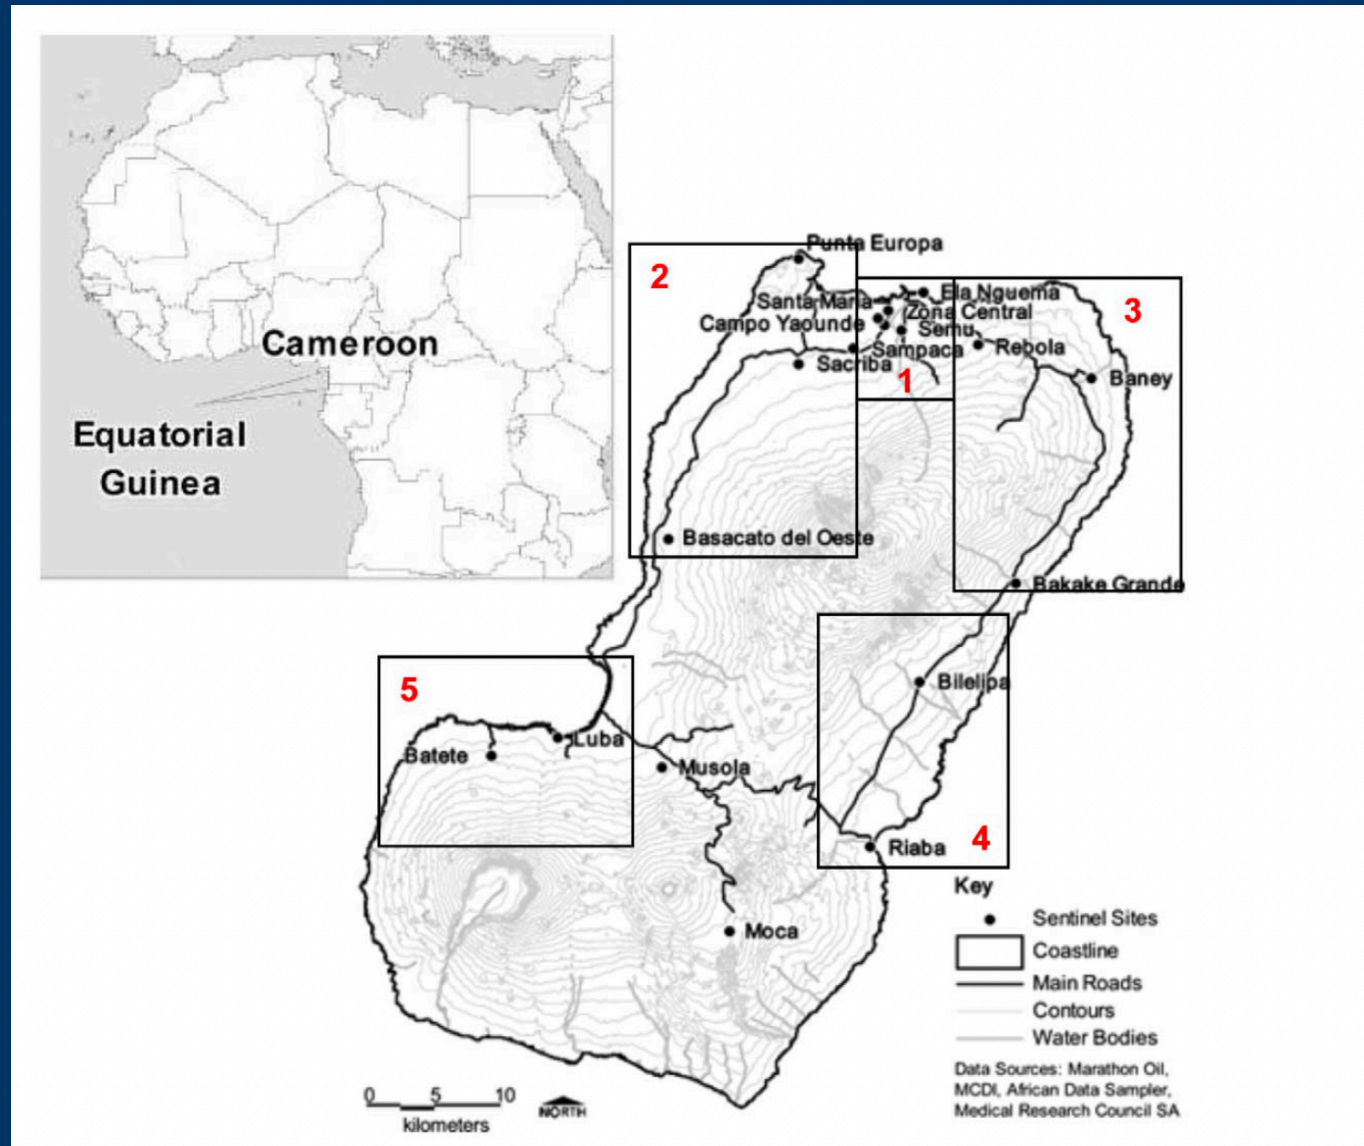 Cameroon
Equatorial
Guinea
Punta Europa
2
Ela Nguema
3
Santa Maria
Zona Central
Campo Yaounde
Semu
Sampaca
Rebola
Sacriba
1
Baney
Basacato del Oeste
Bakake Grande
5
Bilelipa
Luba
Batete
Musola
4
Riaba
Moca
Key
Sentinel Sites
Coastline
Main Roads
Contours
Water Bodies
Data Sources: Marathon Oil,
MCDI, African Data Sampler,
Medical Research Council SA
0 5 10
kilometers
NORTH